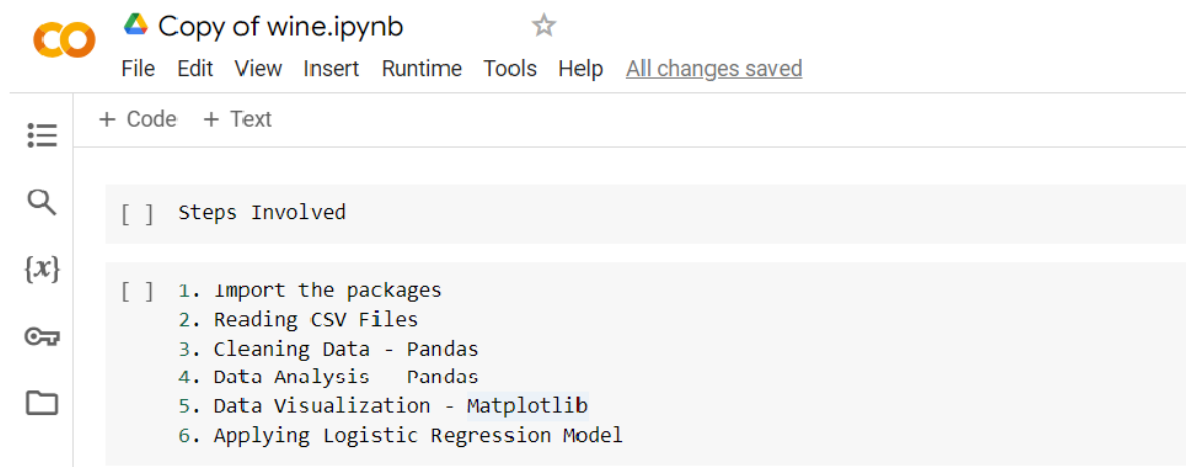 Copy of wine.ipynb
File Edit View Insert Runtime Tools Help All changes saved
+ Code + Text
[ ] Steps Involved
{x}
[ ] 1. Import the packages
2. Reading CSV Files
3. Cleaning Data - Pandas
4. Data Analysis Pandas
5. Data Visualization - Matplotlib
6. Applying Logistic Regression Model